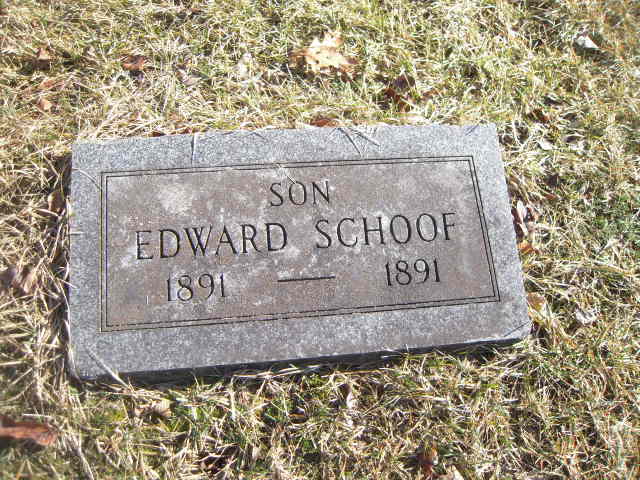 SON
EDWARD SCHOOF
1891 — 1891